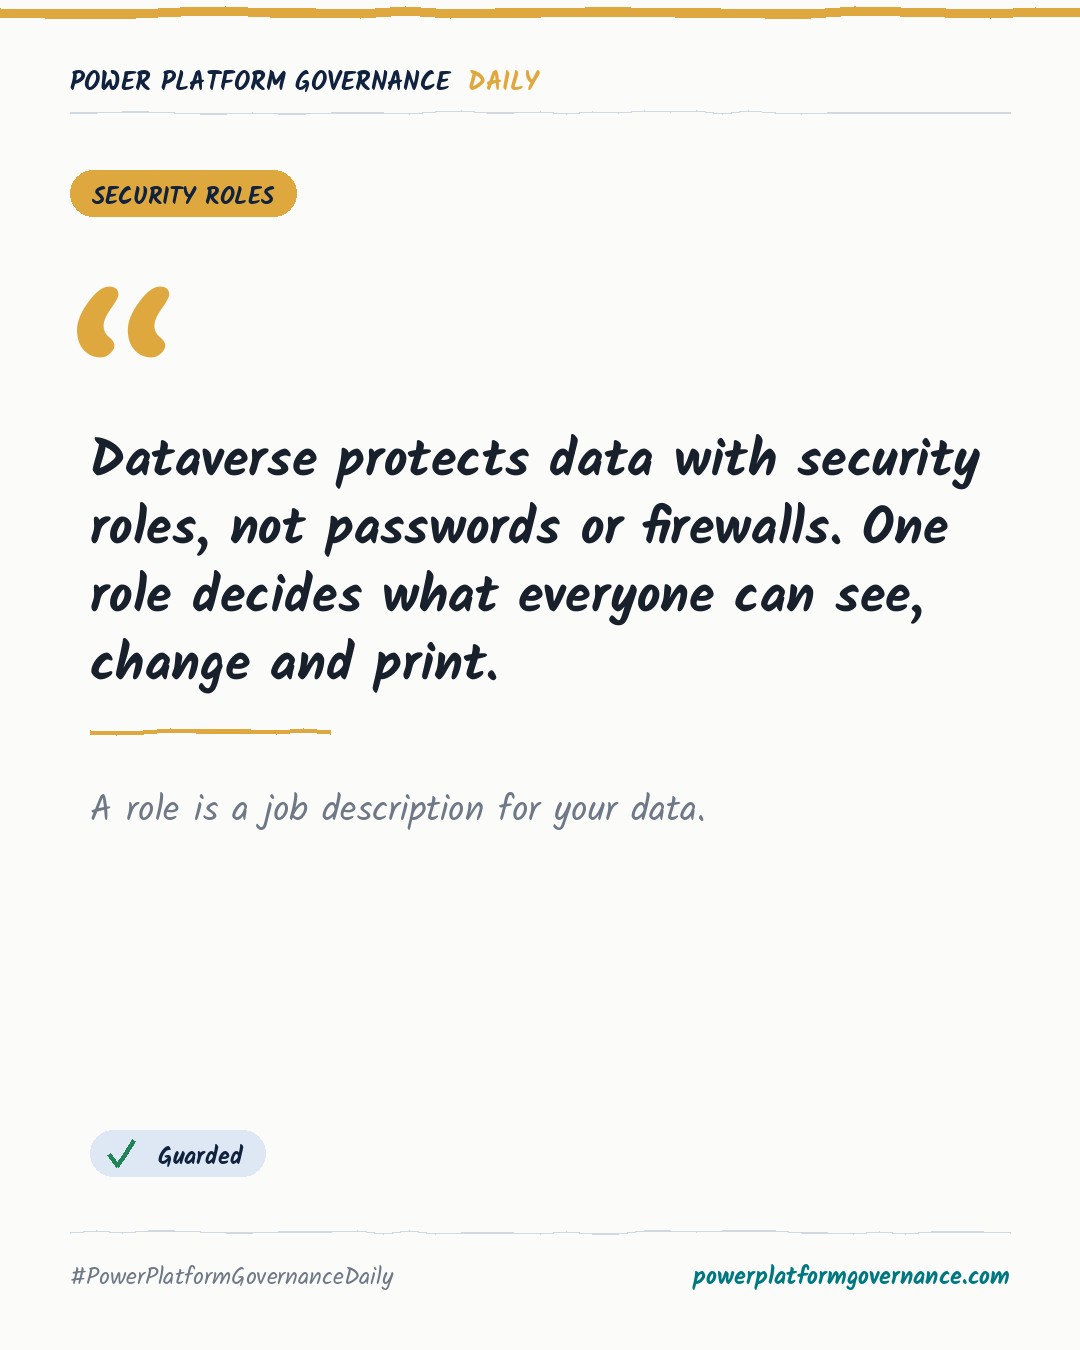 POWER PLATFORM GOVERNANCE DAILY
SECURITY ROLES
“
Dataverse protects data with security
roles, not passwords or firewalls. One
role decides what everyone can see,
change and print.
A role is a job description for your data.
Guarded
#PowerPlatformGovernanceDaily
powerplatformgovernance.com